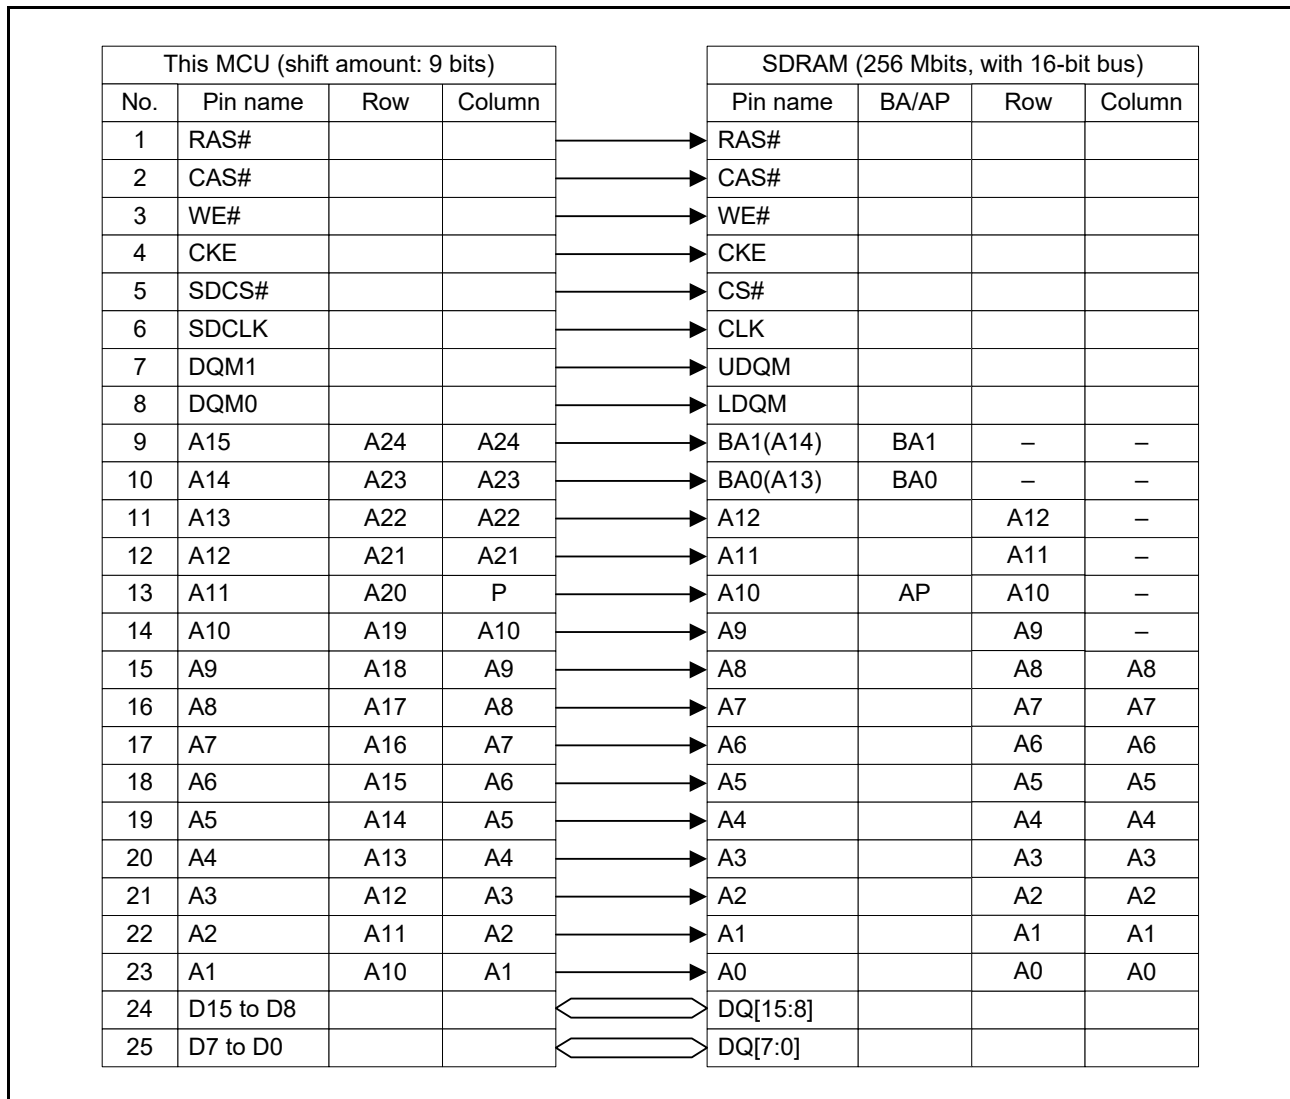 This MCU (shift amount: 9 bits) SDRAM (256 Mbits, with 16-bit bus)
No. Pin name Row Column Pin name BA/AP Row Column
1 RAS# RAS#
2 CAS# CAS#
3 WE# WE#
4 CKE CKE
5 SDCS# CS#
6 SDCLK CLK
7 DQM1 UDQM
8 DQM0 LDQM
9 A15 A24 A24 BA1(A14) BA1 – –
10 A14 A23 A23 BA0(A13) BA0 – –
11 A13 A22 A22 A12 A12 –
12 A12 A21 A21 A11 A11 –
13 A11 A20 P A10 AP A10 –
14 A10 A19 A10 A9 A9 –
15 A9 A18 A9 A8 A8 A8
16 A8 A17 A8 A7 A7 A7
17 A7 A16 A7 A6 A6 A6
18 A6 A15 A6 A5 A5 A5
19 A5 A14 A5 A4 A4 A4
20 A4 A13 A4 A3 A3 A3
21 A3 A12 A3 A2 A2 A2
22 A2 A11 A2 A1 A1 A1
23 A1 A10 A1 A0 A0 A0
24 D15 to D8 DQ[15:8]
25 D7 to D0 DQ[7:0]